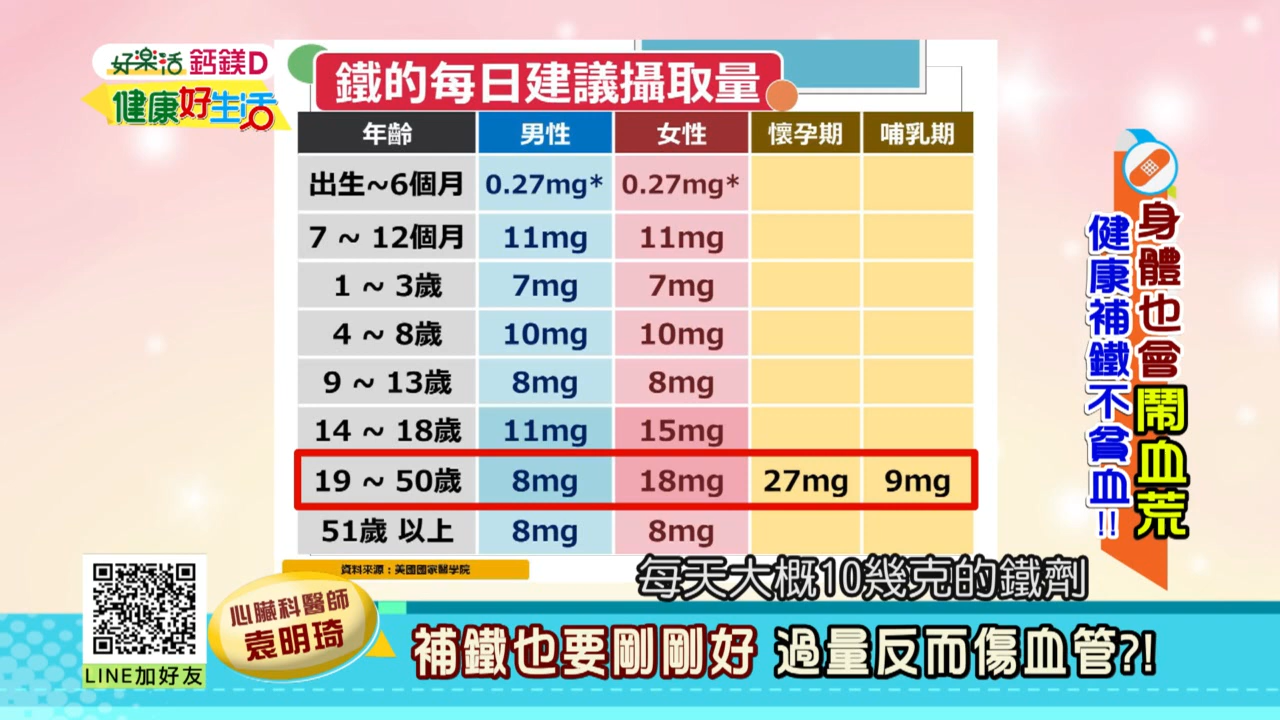 好樂活 鈣鎂D
健康好生活
鐵的每日建議攝取量
年齡 男性 女性 懷孕期 哺乳期
出生~6個月 0.27mg* 0.27mg*
7 ~ 12個月 11mg 11mg
1 ~ 3歲 7mg 7mg
4 ~ 8歲 10mg 10mg
9 ~ 13歲 8mg 8mg
14 ~ 18歲 11mg 15mg
19 ~ 50歲 8mg 18mg 27mg 9mg
51歲 以上 8mg 8mg
資料來源：美國國家醫學院
身體也會鬧血荒
健康補鐵不貧血!!
每天大概10幾克的鐵劑
心臟科醫師
袁明琦
補鐵也要剛剛好 過量反而傷血管?!
LINE加好友